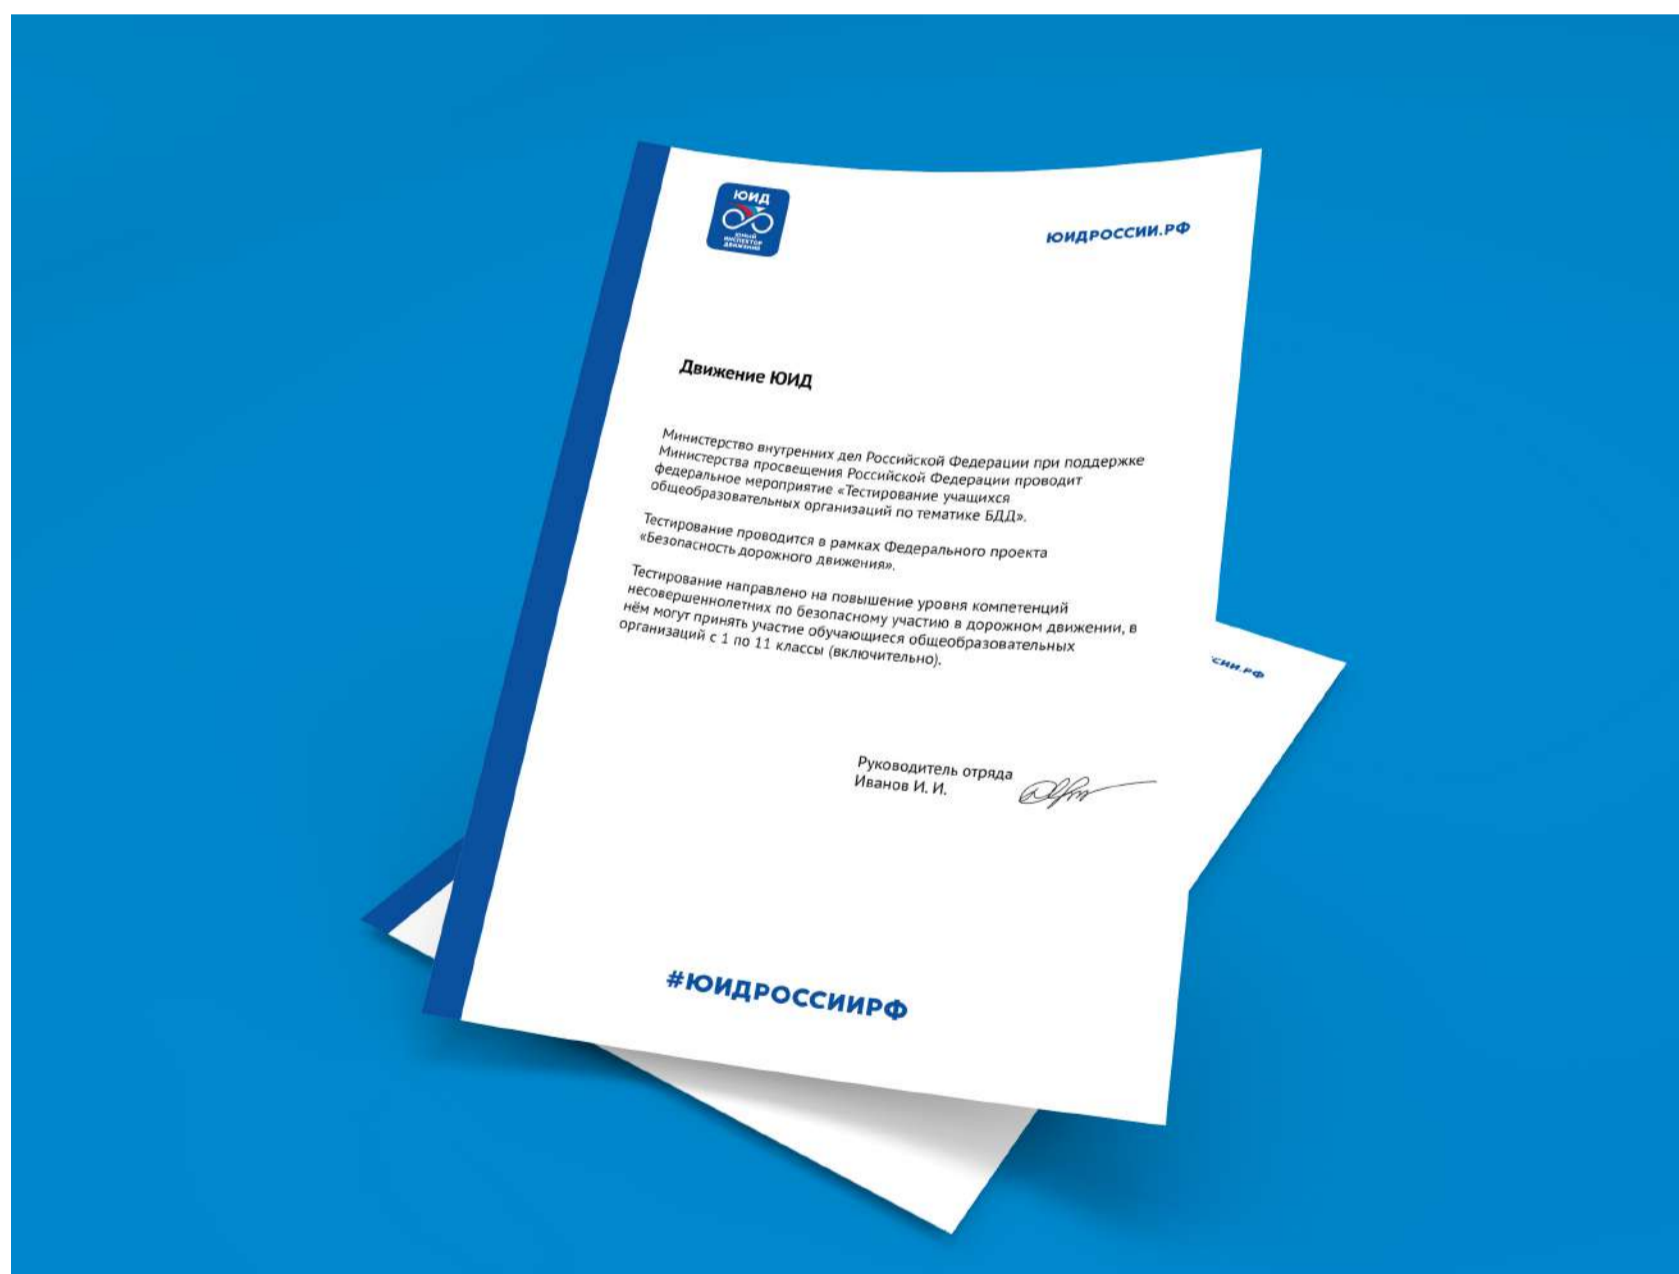 ЮИД
ЮНЫЙ
ИНСПЕКТОР
ДВИЖЕНИЯ
ЮИДРОССИИ.РФ
Движение ЮИД
Министерство внутренних дел Российской Федерации при поддержке
Министерства просвещения Российской Федерации проводит
федеральное мероприятие «Тестирование учащихся
общеобразовательных организаций по тематике БДД».
Тестирование проводится в рамках Федерального проекта
«Безопасность дорожного движения».
Тестирование направлено на повышение уровня компетенций
несовершеннолетних по безопасному участию в дорожном движении, в
нём могут принять участие обучающиеся общеобразовательных
организаций с 1 по 11 классы (включительно).
ССИИ.РФ
Руководитель отряда
Иванов И. И.
#ЮИДРОССИИРФ